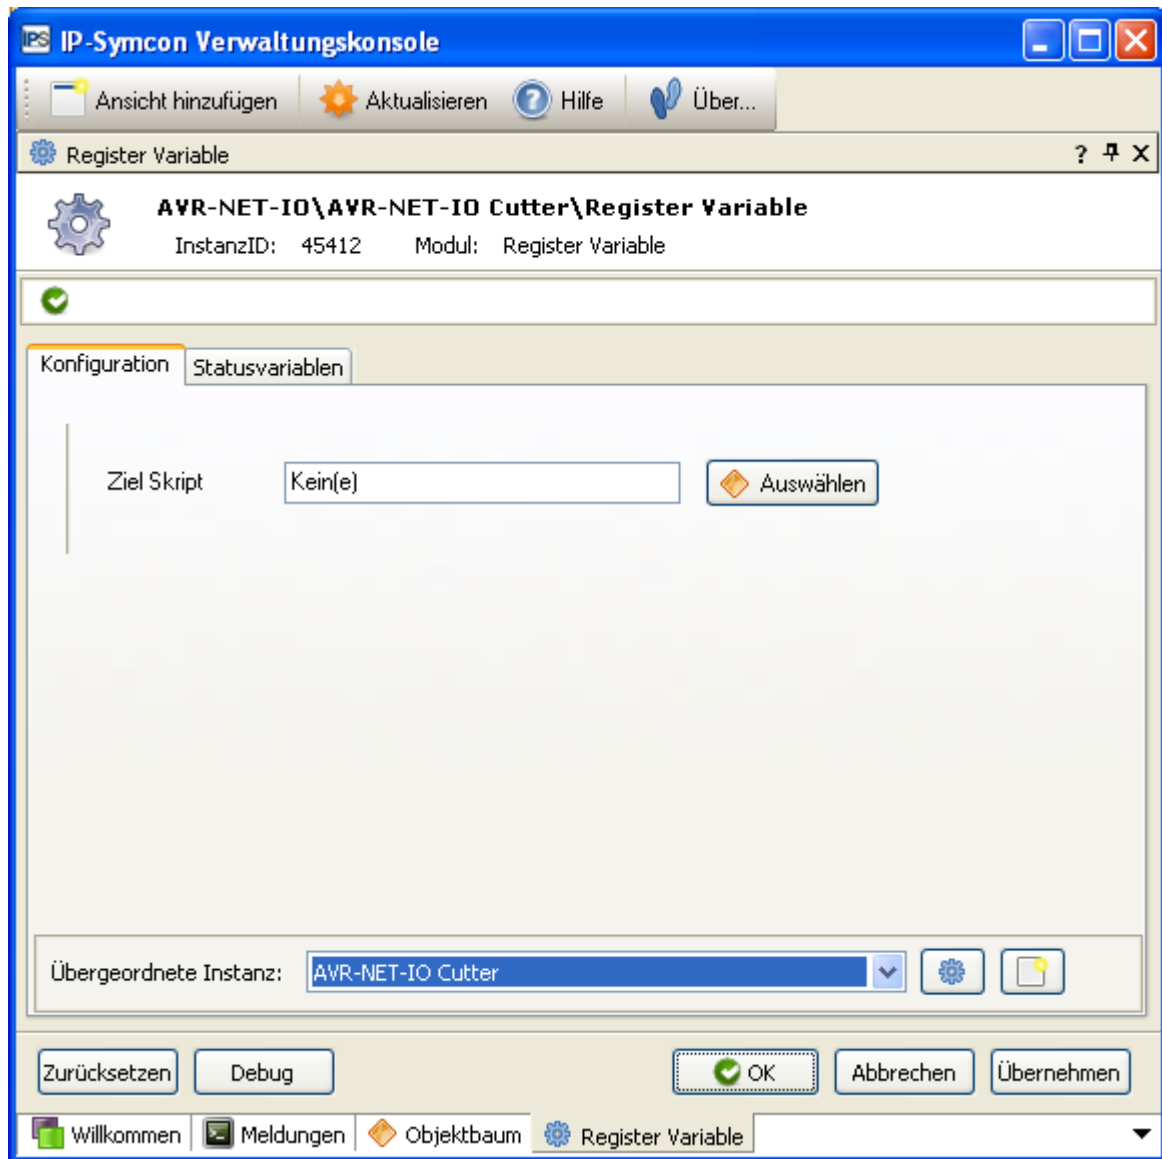 IPS IP-Symcon Verwaltungskonsole
Ansicht hinzufügen Aktualisieren ? Hilfe Über...
Register Variable ? X
AVR-NET-IO\AVR-NET-IO Cutter\Register Variable
InstanzID: 45412 Modul: Register Variable
Konfiguration Statusvariablen
Ziel Skript Kein(e) Auswählen
Übergeordnete Instanz: AVR-NET-IO Cutter
Zurücksetzen Debug OK Abbrechen Übernehmen
Willkommen Meldungen Objektbaum Register Variable